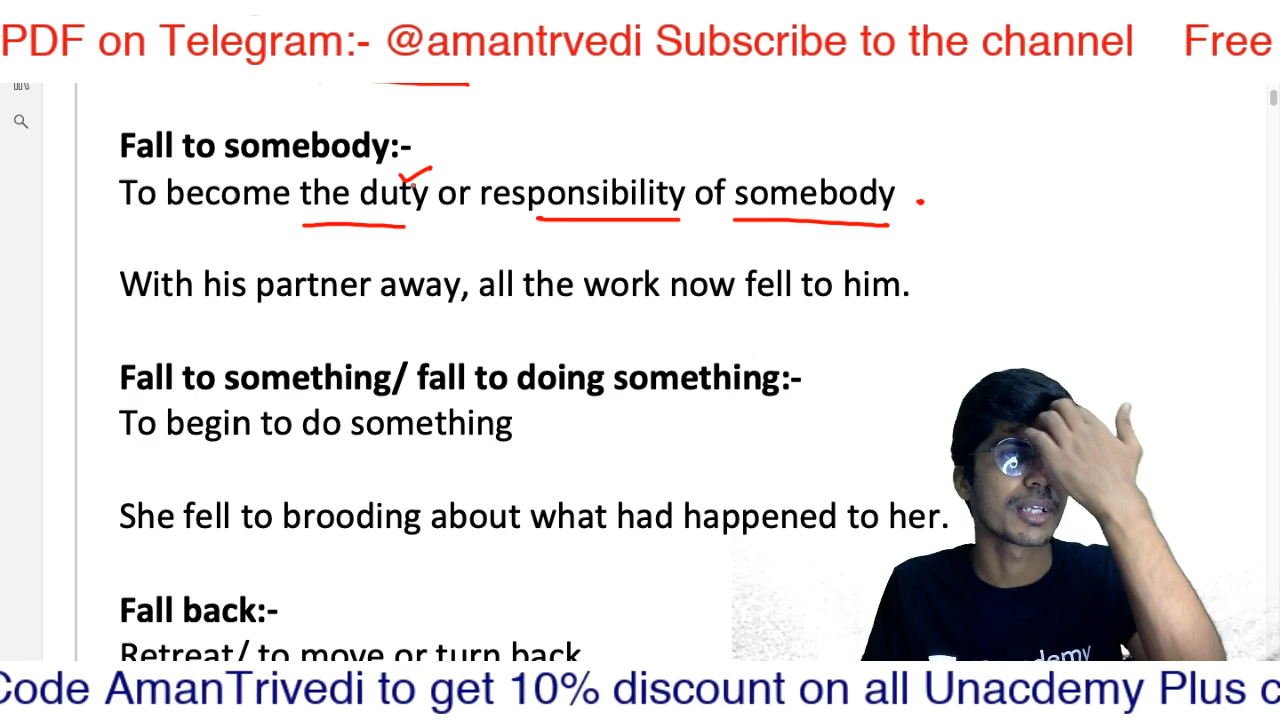 PDF on Telegram:- @amantrvedi Subscribe to the channel Free
Fall to somebody:-
To become the duty or responsibility of somebody
With his partner away, all the work now fell to him.
Fall to something/ fall to doing something:-
To begin to do something
She fell to brooding about what had happened to her.
Fall back:-
Retreat/ to move or turn back
Code AmanTrivedi to get 10% discount on all Unacdemy Plus